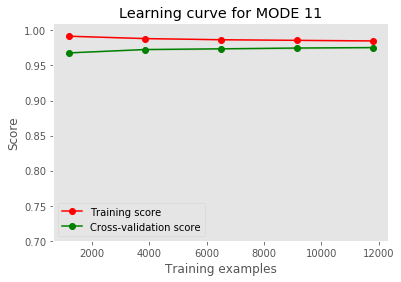 Learning curve for MODE 11
Score
1.00
0.95
0.90
0.85
0.80
0.75
0.70
Training score
Cross-validation score
2000 4000 6000 8000 10000 12000
Training examples